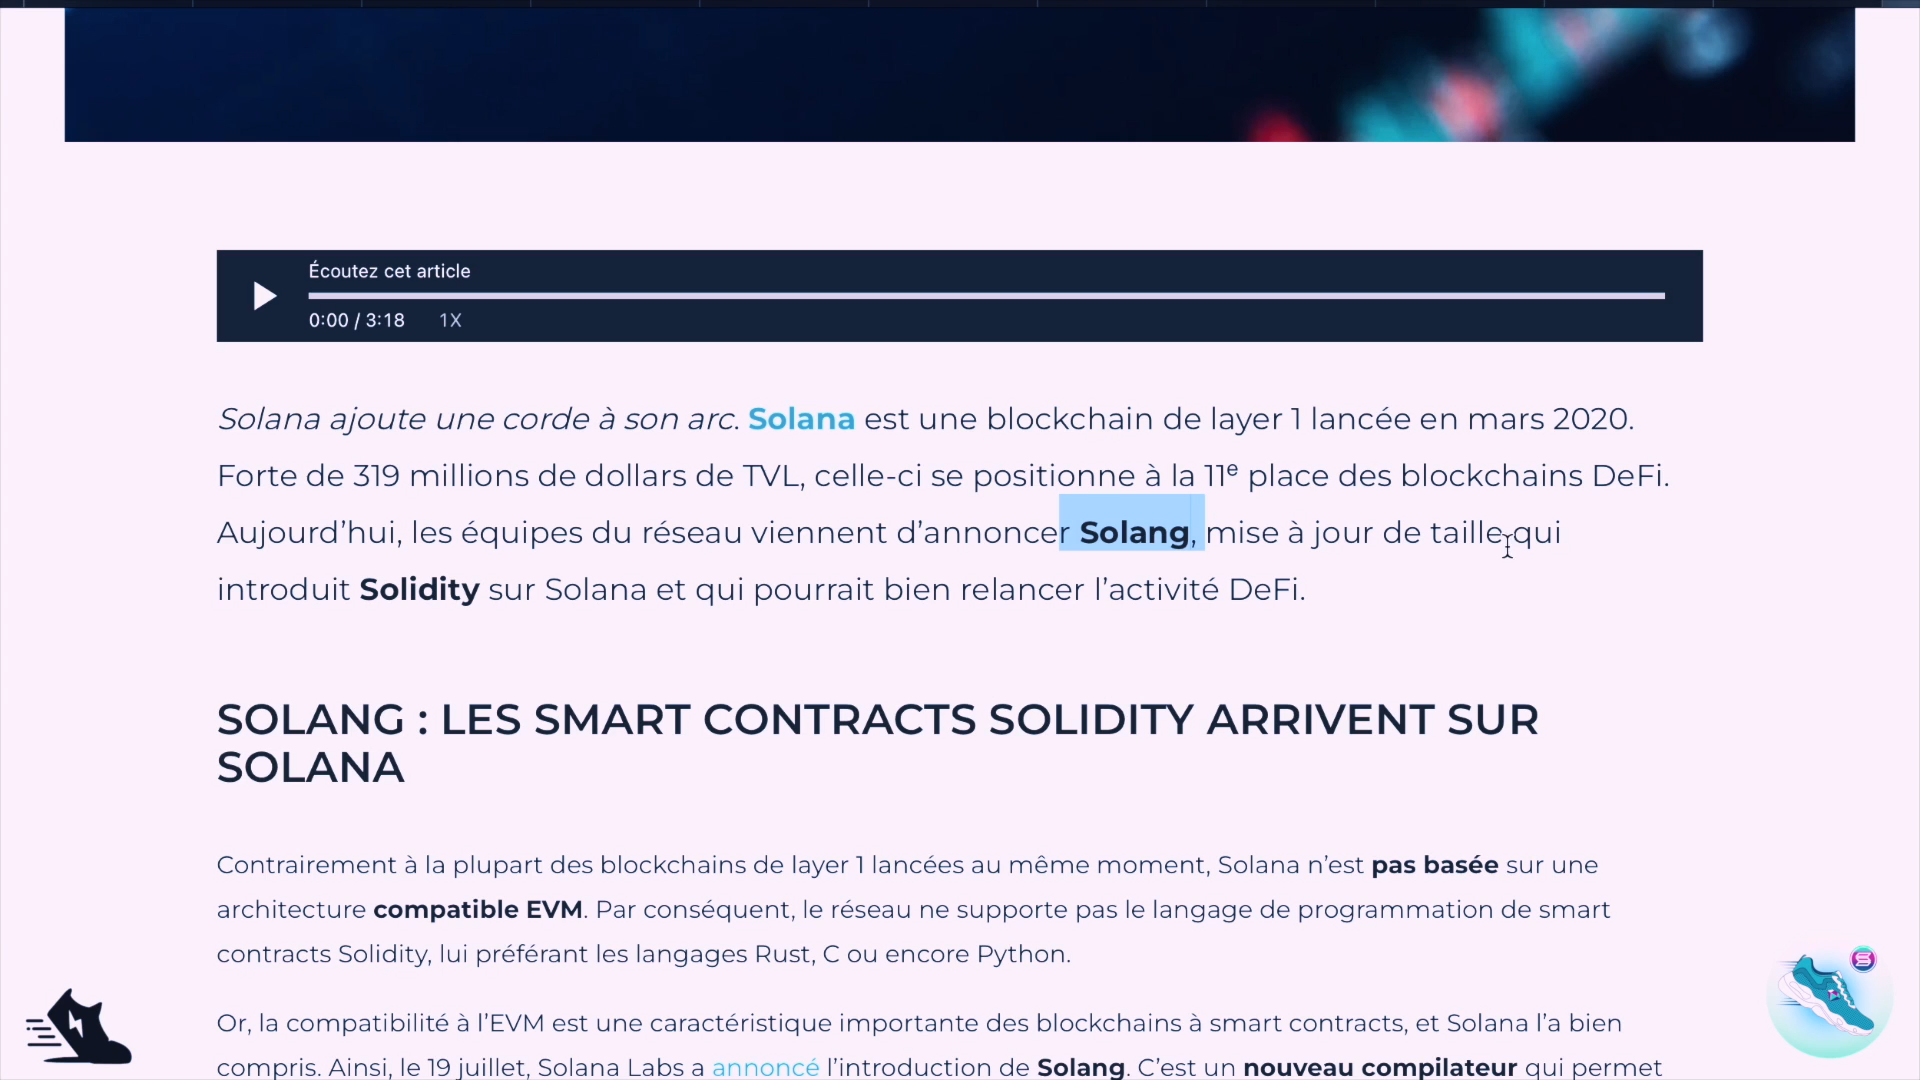 Écoutez cet article
0:00 / 3:18 1X
Solana ajoute une corde à son arc. Solana est une blockchain de layer 1 lancée en mars 2020.
Forte de 319 millions de dollars de TVL, celle-ci se positionne à la 11e place des blockchains DeFi.
Aujourd’hui, les équipes du réseau viennent d’annoncer Solang, mise à jour de taille qui
introduit Solidity sur Solana et qui pourrait bien relancer l’activité DeFi.
SOLANG : LES SMART CONTRACTS SOLIDITY ARRIVENT SUR
SOLANA
Contrairement à la plupart des blockchains de layer 1 lancées au même moment, Solana n’est pas basée sur une
architecture compatible EVM. Par conséquent, le réseau ne supporte pas le langage de programmation de smart
contracts Solidity, lui préférant les langages Rust, C ou encore Python.
Or, la compatibilité à l’EVM est une caractéristique importante des blockchains à smart contracts, et Solana l’a bien
compris. Ainsi, le 19 juillet, Solana Labs a annoncé l’introduction de Solang. C’est un nouveau compilateur qui permet